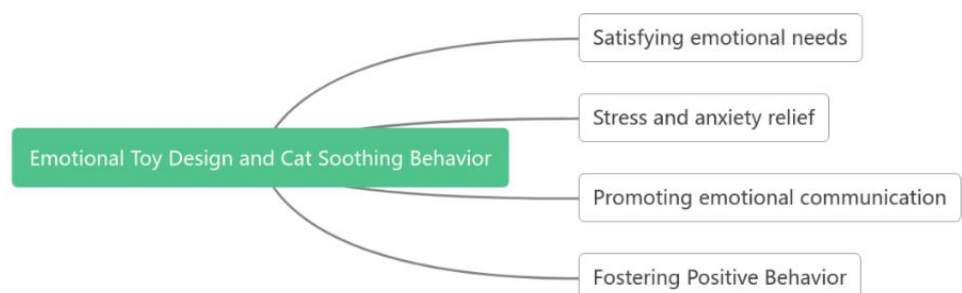 Emotional Toy Design and Cat Soothing Behavior
Satisfying emotional needs
Stress and anxiety relief
Promoting emotional communication
Fostering Positive Behavior